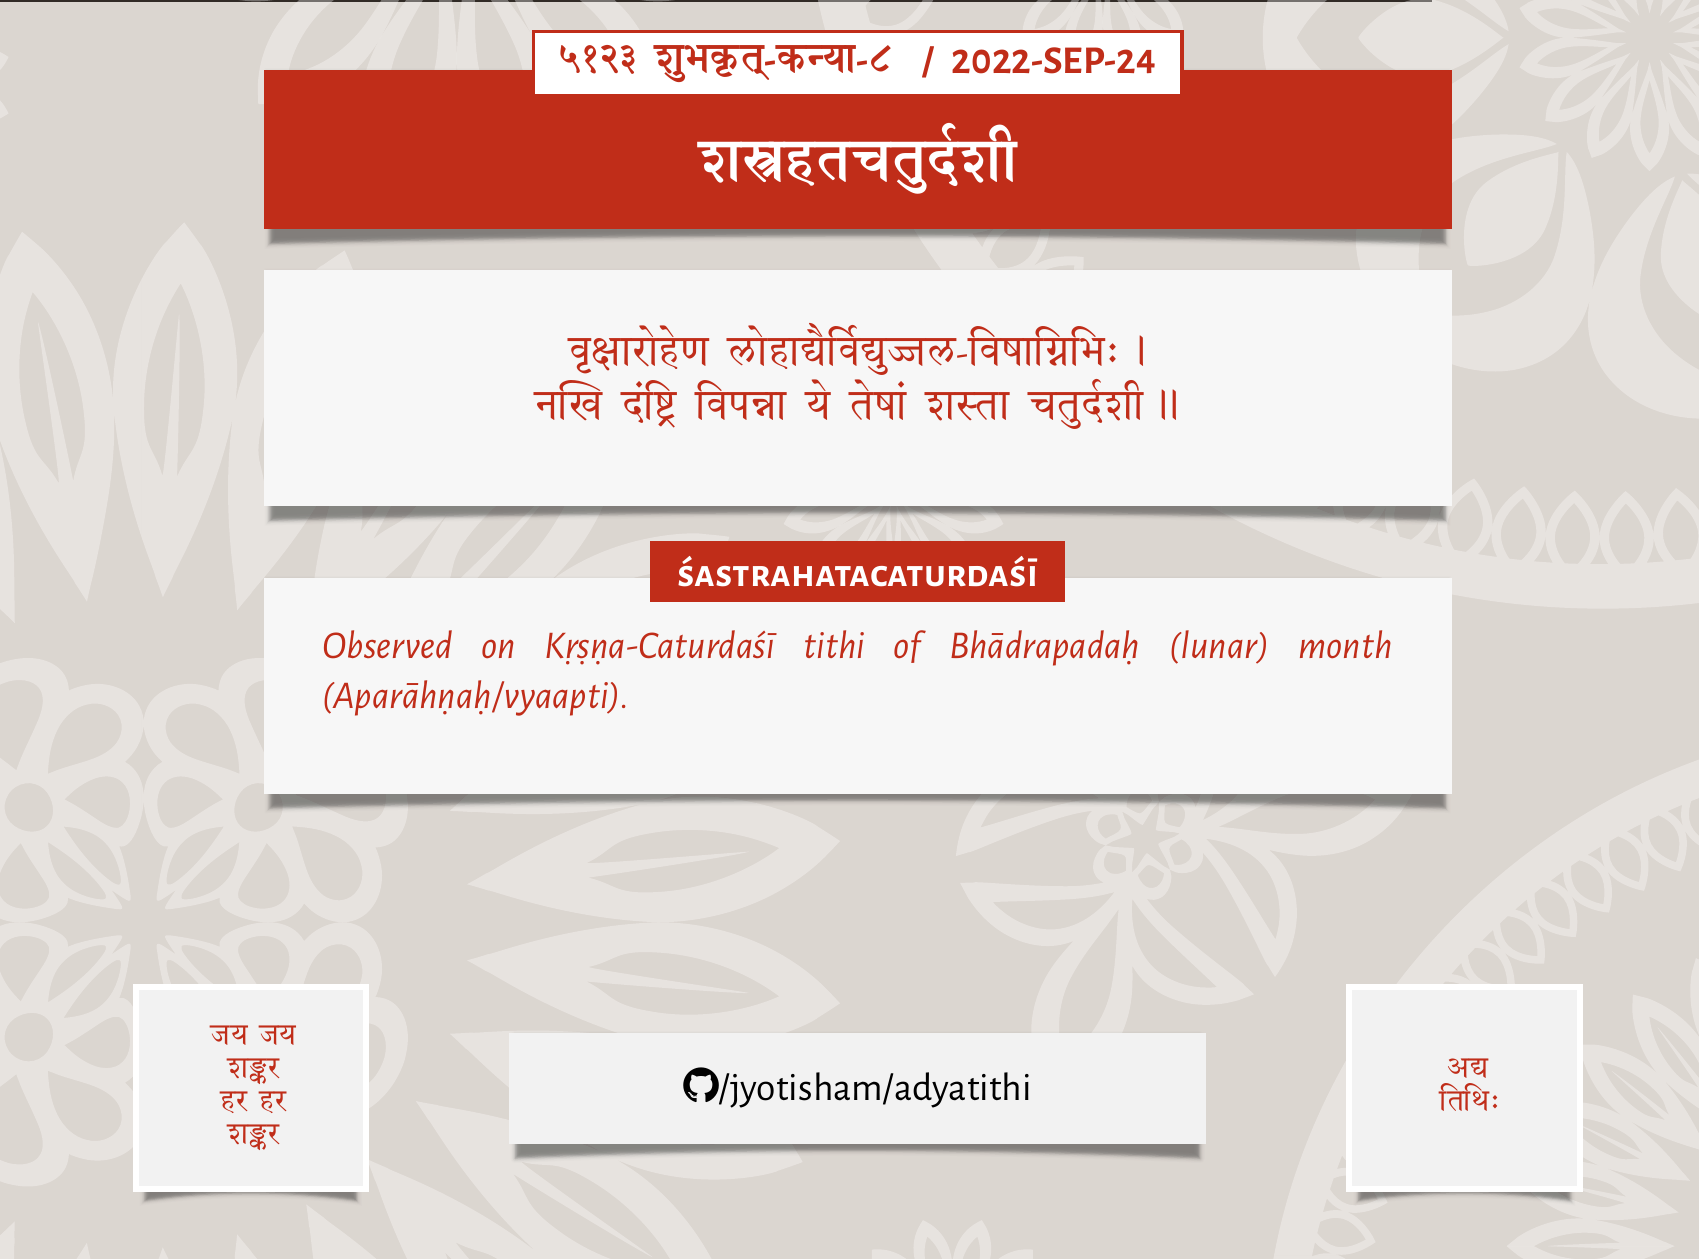 ५१२३ शुभकृत्-कन्या-८ / 2022-SEP-24
शस्त्रहतचतुर्दशी
वृक्षारोहेण लोहाद्यैर्विद्युज्जल-विषाग्निभिः ।
नखि दंष्ट्रि विपन्ना ये तेषां शस्ता चतुर्दशी ॥
ŚASTRAHATACATURDAŚĪ
Observed on Kṛṣṇa-Caturdaśī tithi of Bhādrapadaḥ (lunar) month
(Aparāhṇaḥ/vyaapti).
जय जय
शङ्कर
हर हर
शङ्कर
/jyotisham/adyatithi
अद्य
तिथिः